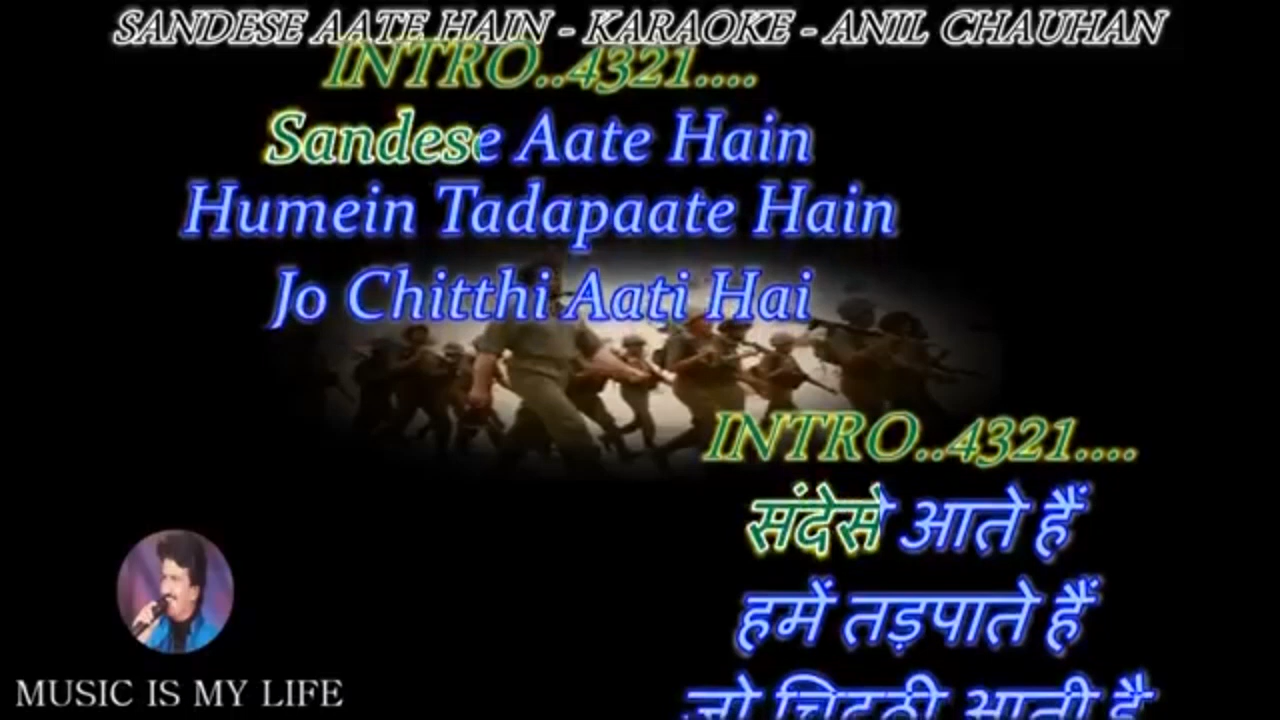 SANDESE AATE HAIN - KARAOKE - ANIL CHAUHAN
INTRO..4321....
Sandese Aate Hain
Humein Tadapaate Hain
Jo Chitthi Aati Hai
INTRO..4321....
संदेसे आते हैं
हमें तड़पाते हैं
जो चिट्ठी आती है
MUSIC IS MY LIFE